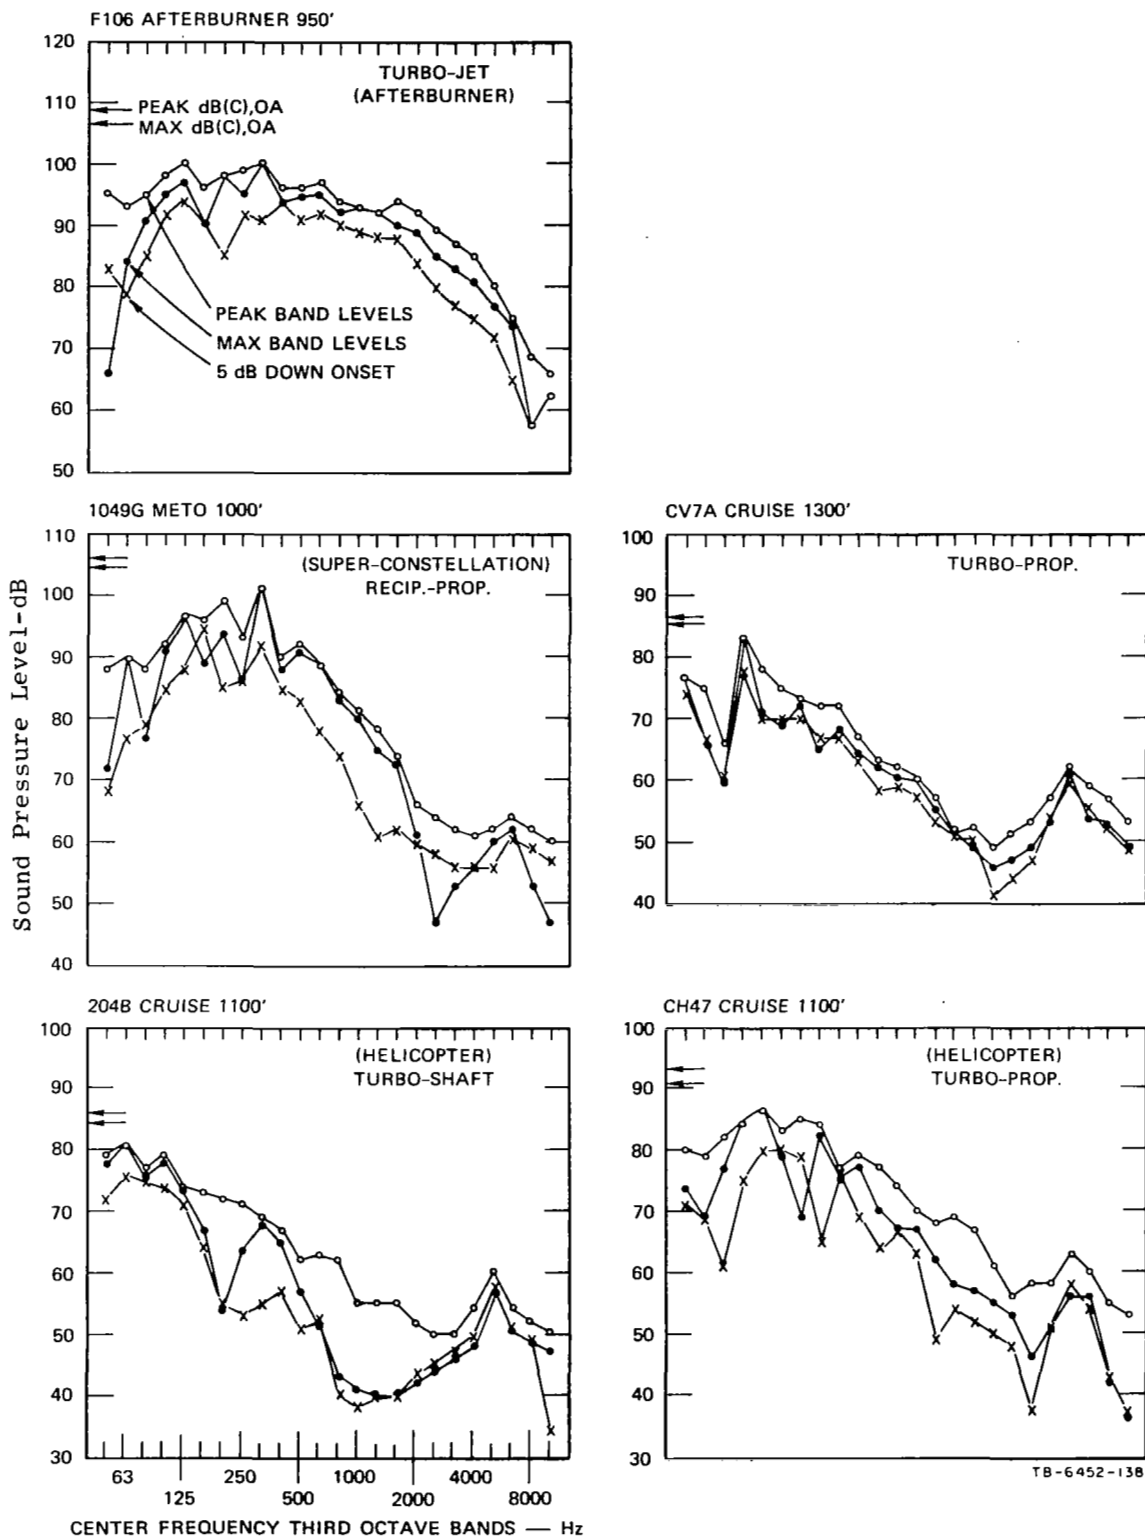 F106 AFTERBURNER 950'
120
110
100
90
80
70
60
50
TURBO-JET
(AFTERBURNER)
PEAK dB(C),OA
MAX dB(C),OA
PEAK BAND LEVELS
MAX BAND LEVELS
5 dB DOWN ONSET
Sound Pressure Level-dB
1049G METO 1000'
110
100
90
80
70
60
50
40
(SUPER-CONSTELLATION)
RECIP.-PROP.
CV7A CRUISE 1300'
100
90
80
70
60
50
40
TURBO-PROP.
204B CRUISE 1100'
100
90
80
70
60
50
40
30
(HELICOPTER)
TURBO-SHAFT
63
125
250
500
1000
2000
4000
8000
CENTER FREQUENCY THIRD OCTAVE BANDS — Hz
CH47 CRUISE 1100'
100
90
80
70
60
50
40
30
(HELICOPTER)
TURBO-PROP.
TB-6452-138